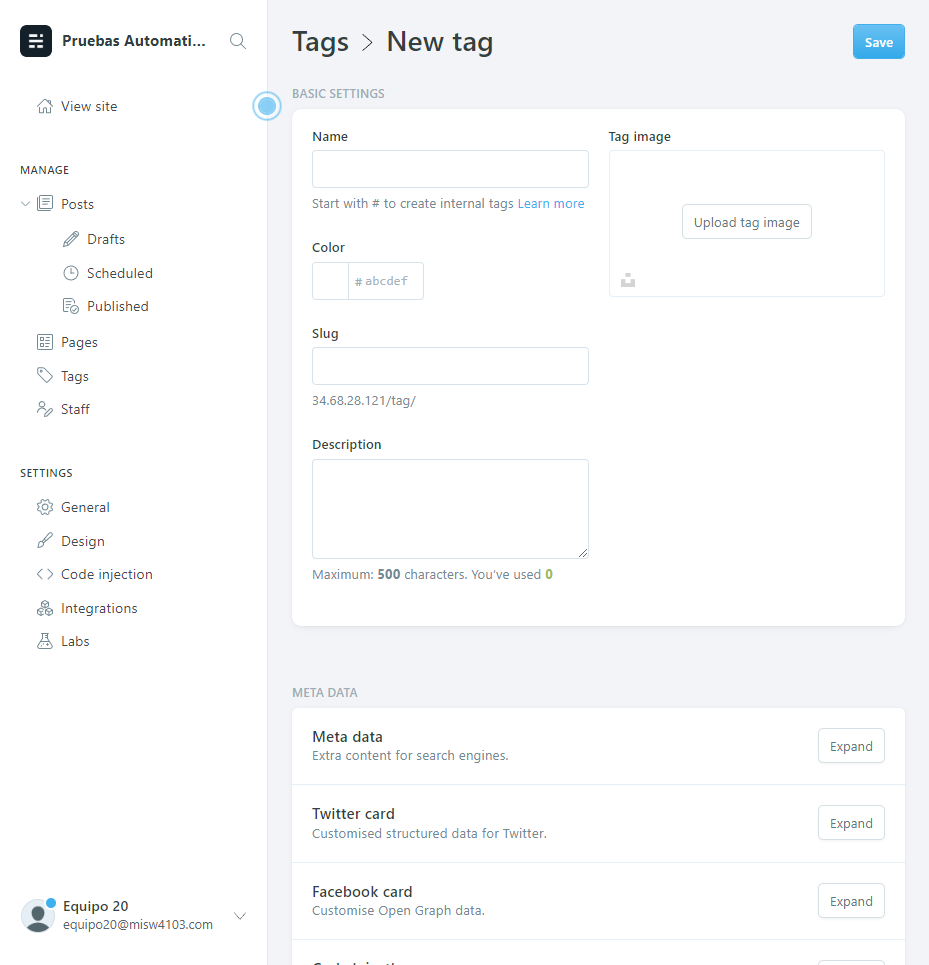 Pruebas Automati...
View site
MANAGE
Posts
Drafts
Scheduled
Published
Pages
Tags
Staff
SETTINGS
General
Design
Code injection
Integrations
Labs
Equipo 20
equipo20@misw4103.com
Tags > New tag
Save
BASIC SETTINGS
Name
Start with # to create internal tags Learn more
Color
# abcdef
Slug
34.68.28.121/tag/
Description
Maximum: 500 characters. You've used 0
Tag image
Upload tag image
META DATA
Meta data
Extra content for search engines.
Expand
Twitter card
Customised structured data for Twitter.
Expand
Facebook card
Customise Open Graph data.
Expand